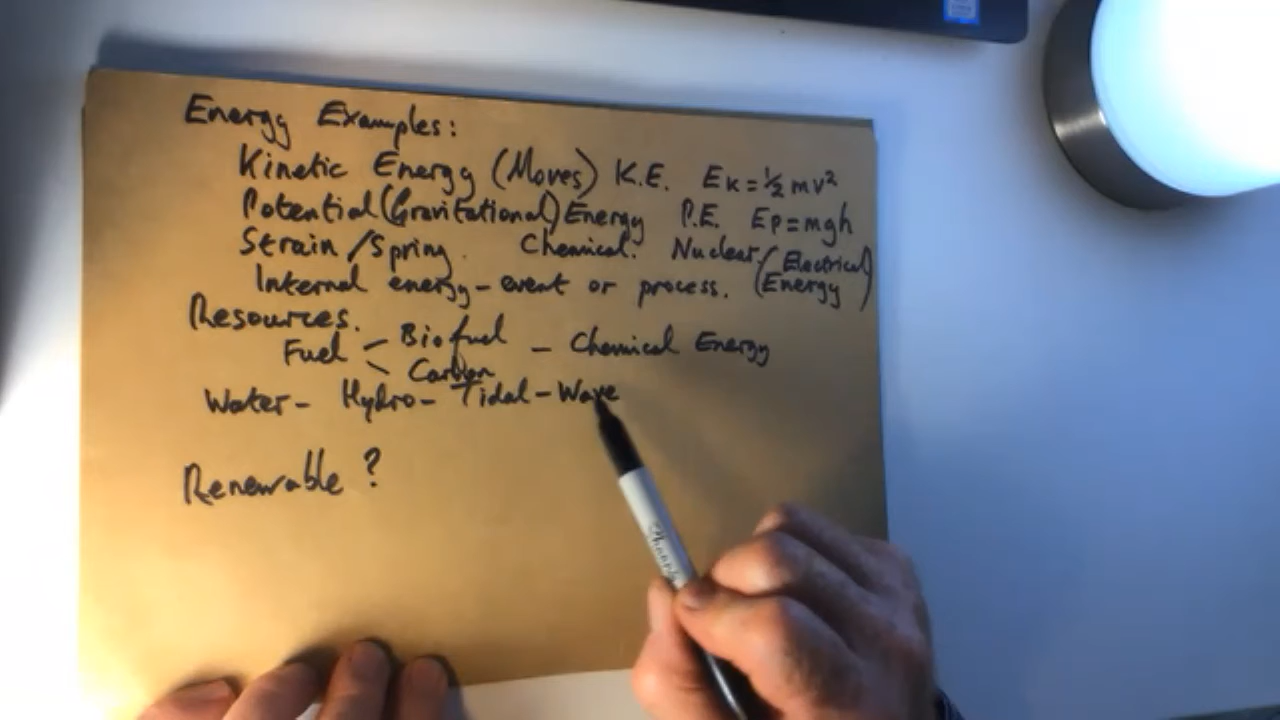 Energy Examples:
Kinetic Energy (Moves) K.E. EK=½mv²
Potential (Gravitational) Energy P.E. EP=mgh
Strain/Spring. Chemical. Nuclear. (Electrical
Internal energy - event or process. Energy)
Resources.
Fuel - Biofuel - Chemical Energy
Carbon
Water - Hydro - Tidal - Wave
Renewable ?